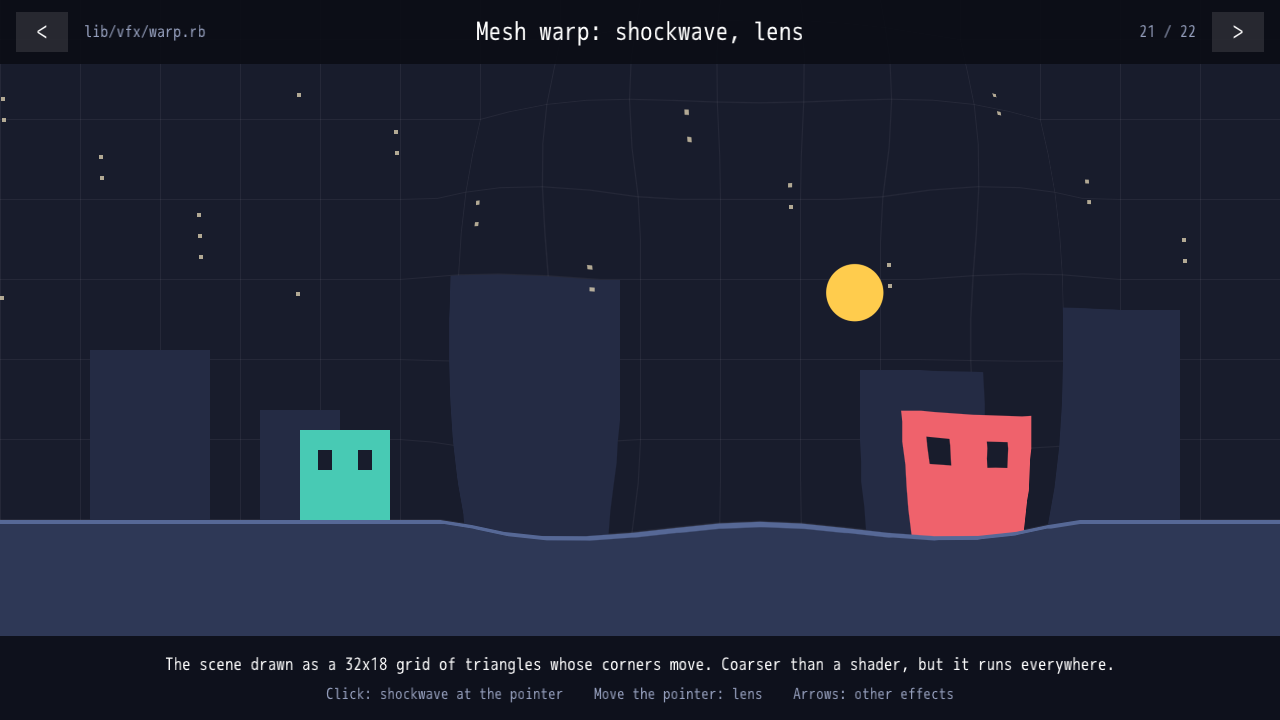 <
lib/vfx/warp.rb
Mesh warp: shockwave, lens
21 / 22
>
The scene drawn as a 32x18 grid of triangles whose corners move. Coarser than a shader, but it runs everywhere.
Click: shockwave at the pointer Move the pointer: lens Arrows: other effects